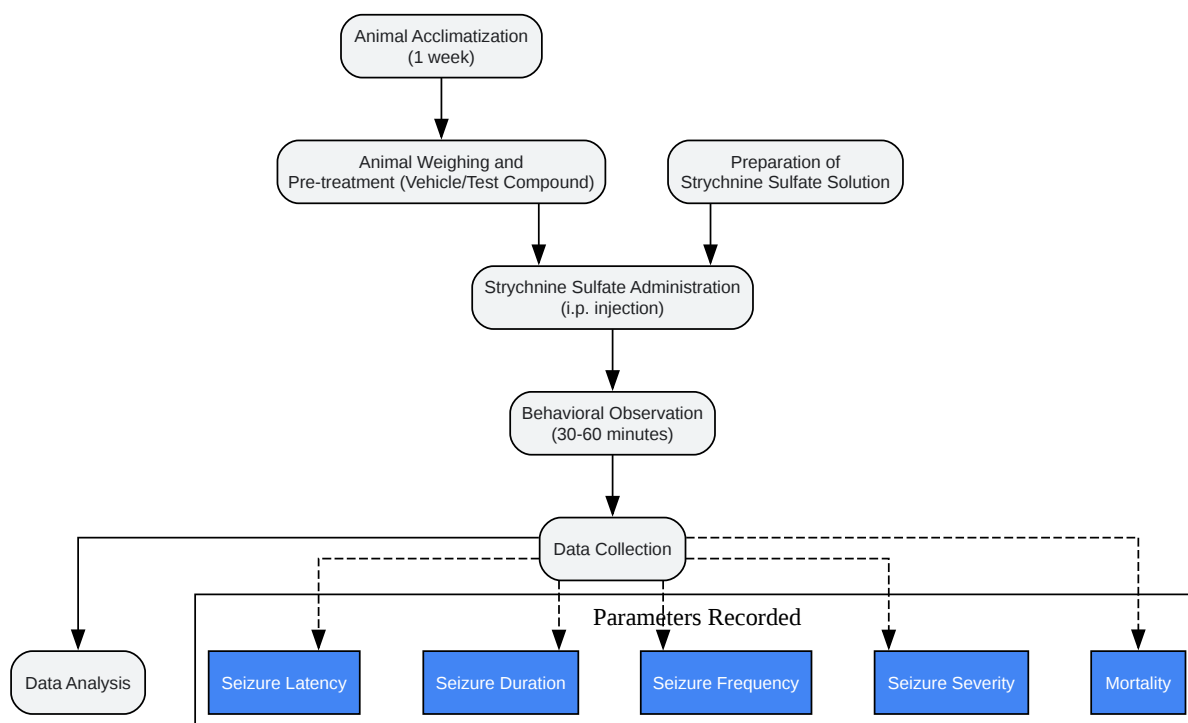 Animal Acclimatization
(1 week)
Animal Weighing and
Pre-treatment (Vehicle/Test Compound)
Preparation of
Strychnine Sulfate Solution
Strychnine Sulfate Administration
(i.p. injection)
Behavioral Observation
(30-60 minutes)
Data Collection
Parameters Recorded
Data Analysis
Seizure Latency
Seizure Duration
Seizure Frequency
Seizure Severity
Mortality